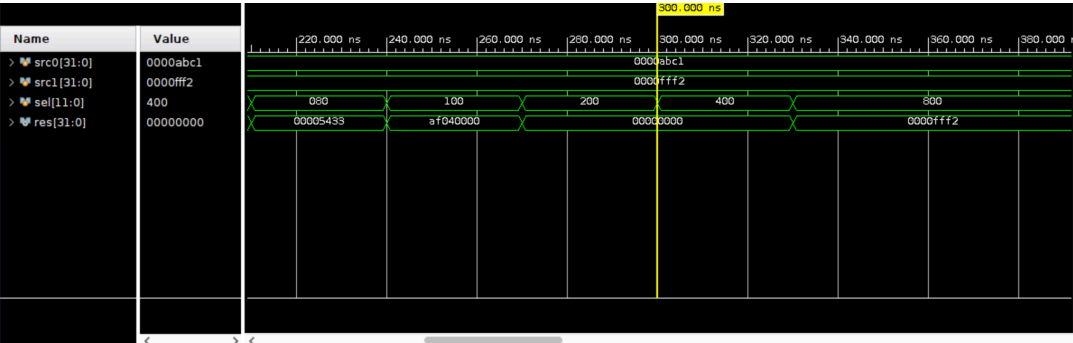 300.000 ns
Name Value
220.000 ns 240.000 ns 260.000 ns 280.000 ns 300.000 ns 320.000 ns 340.000 ns 360.000 ns 380.000
src0[31:0] 0000abc1 0000abc1
src1[31:0] 0000fff2 0000fff2
sel[11:0] 400 080 100 200 400 800
res[31:0] 00000000 00005433 af040000 00000000 0000fff2